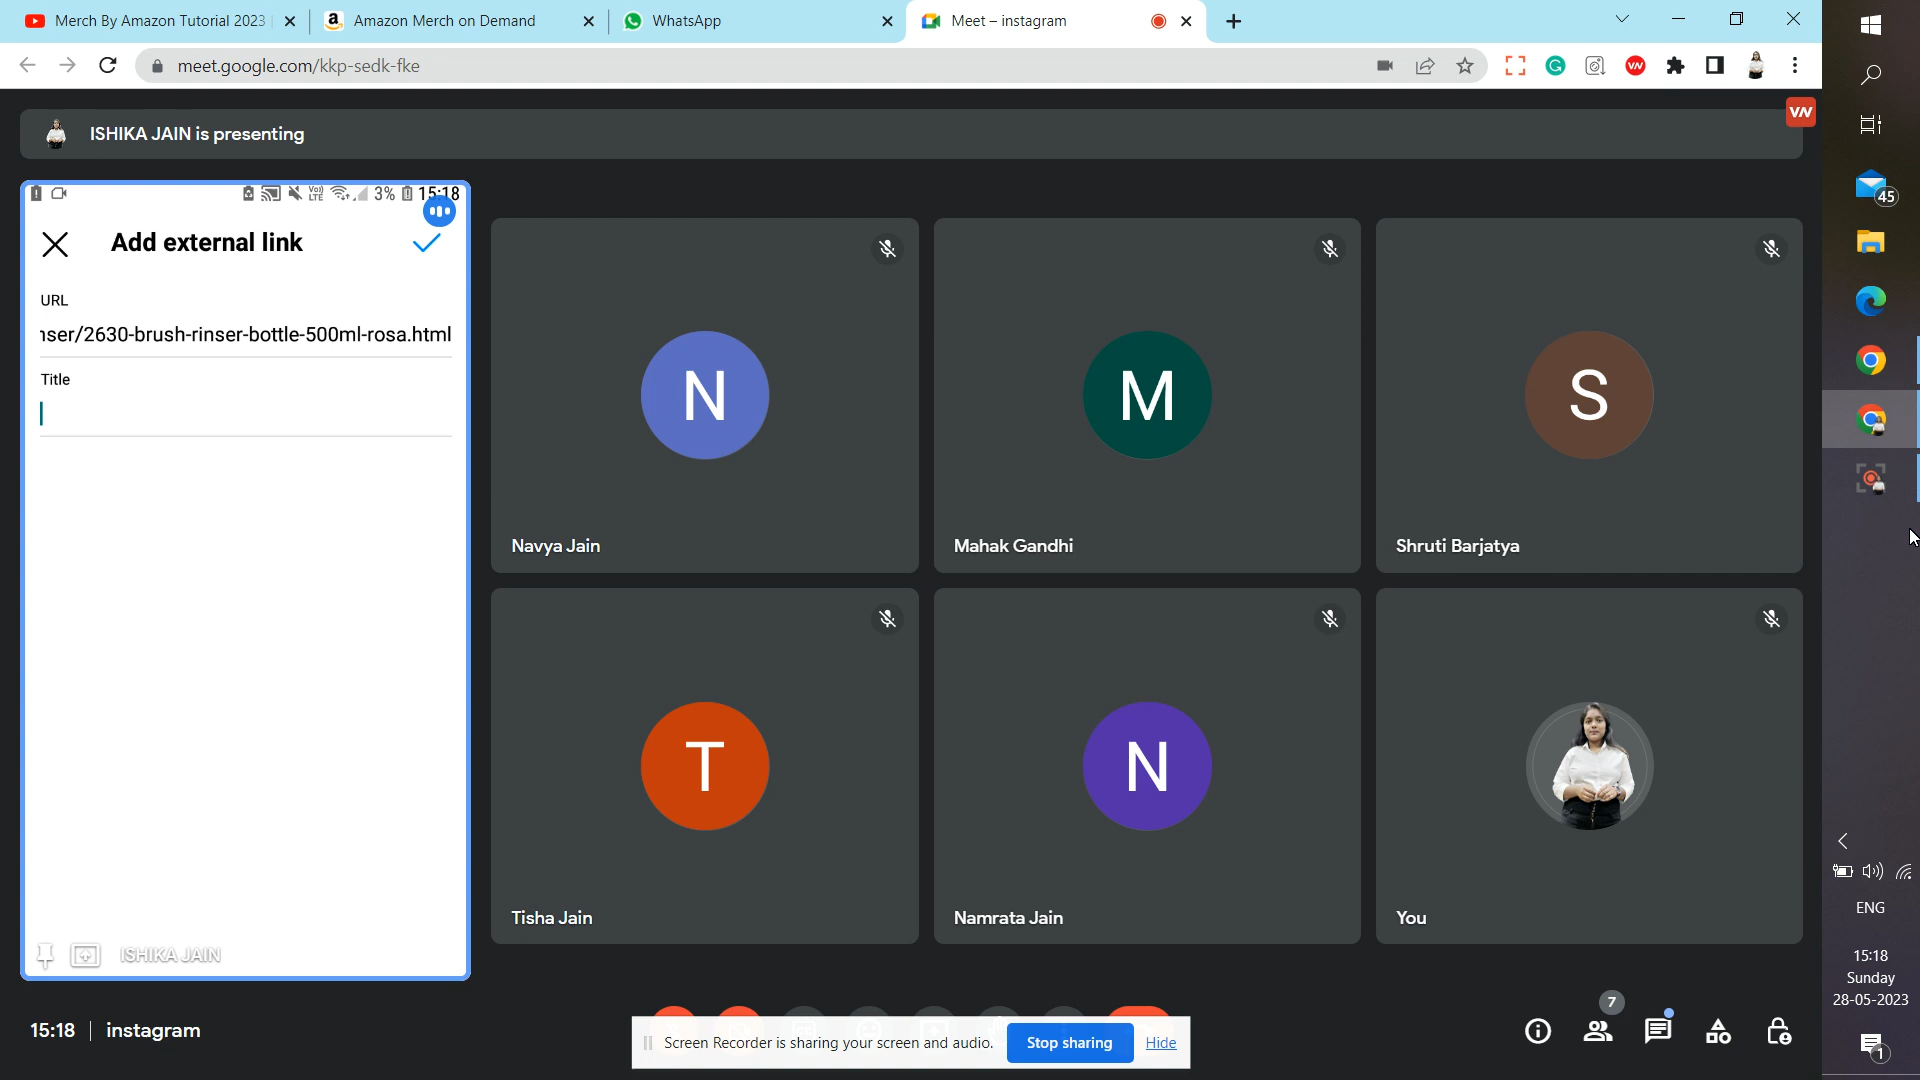 Merch By Amazon Tutorial 2023
Amazon Merch on Demand
WhatsApp
Meet – instagram
meet.google.com/kkp-sedk-fke
ISHIKA JAIN is presenting
3% 15:18
Add external link
URL
ıser/2630-brush-rinser-bottle-500ml-rosa.html
Title
ISHIKA JAIN
N
Navya Jain
M
Mahak Gandhi
S
Shruti Barjatya
T
Tisha Jain
N
Namrata Jain
You
15:18 | instagram
Screen Recorder is sharing your screen and audio.
Stop sharing
Hide
7
VN
45
ENG
15:18
Sunday
28-05-2023
1